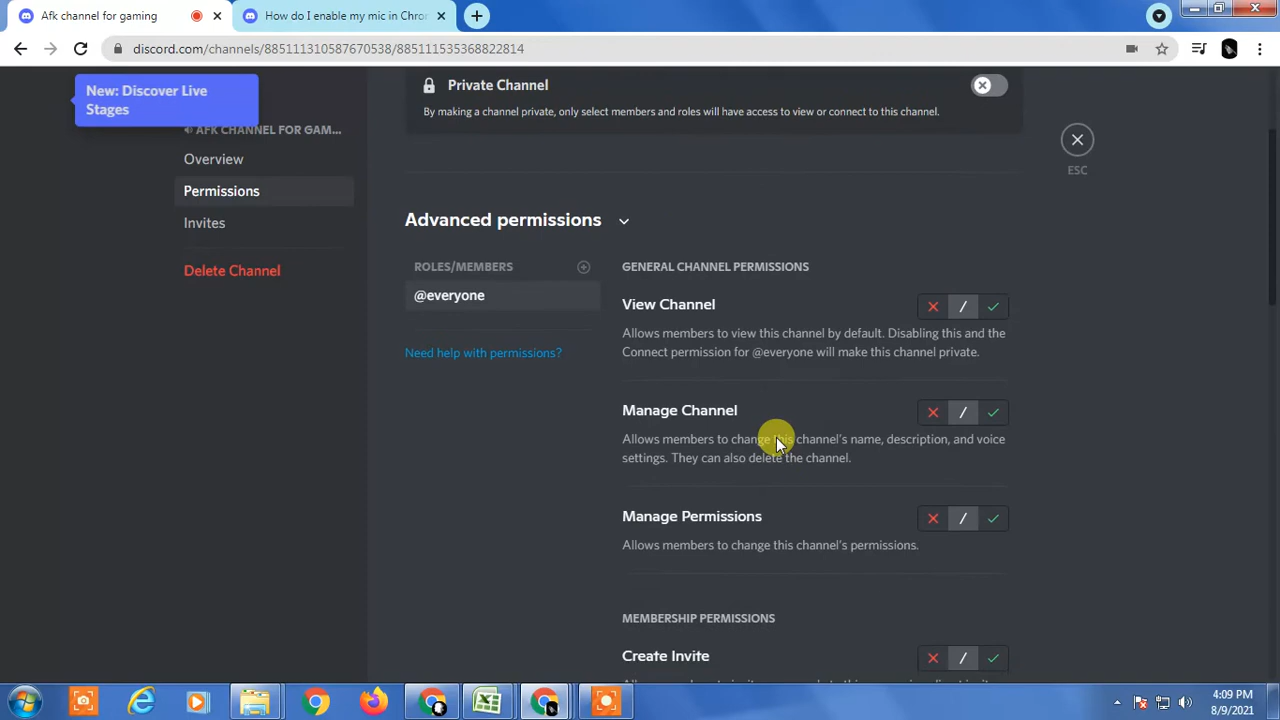 Afk channel for gaming
How do I enable my mic in Chro
discord.com/channels/885111310587670538/885111535368822814
New: Discover Live
Stages
Private Channel
By making a channel private, only select members and roles will have access to view or connect to this channel.
AFK CHANNEL FOR GAM...
Overview
Permissions
Invites
Delete Channel
ESC
Advanced permissions
ROLES/MEMBERS
@everyone
Need help with permissions?
GENERAL CHANNEL PERMISSIONS
View Channel
Allows members to view this channel by default. Disabling this and the
Connect permission for @everyone will make this channel private.
Manage Channel
Allows members to change this channel's name, description, and voice
settings. They can also delete the channel.
Manage Permissions
Allows members to change this channel's permissions.
MEMBERSHIP PERMISSIONS
Create Invite
4:09 PM
8/9/2021